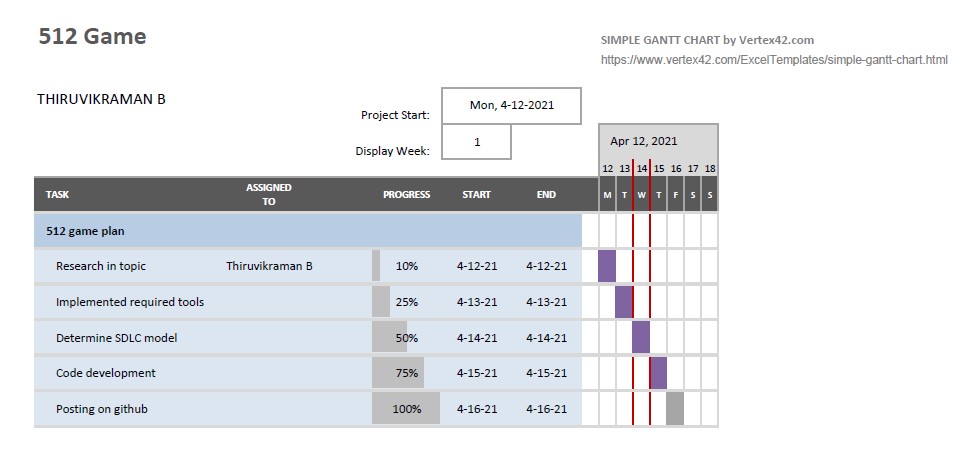 512 Game
SIMPLE GANTT CHART by Vertex42.com
https://www.vertex42.com/ExcelTemplates/simple-gantt-chart.html
THIRUVIKRAMAN B
Project Start: Mon, 4-12-2021
Display Week: 1
Apr 12, 2021
12 13 14 15 16 17 18
TASK ASSIGNED TO PROGRESS START END M T W T F S S
512 game plan
Research in topic Thiruvikraman B 10% 4-12-21 4-12-21
Implemented required tools 25% 4-13-21 4-13-21
Determine SDLC model 50% 4-14-21 4-14-21
Code development 75% 4-15-21 4-15-21
Posting on github 100% 4-16-21 4-16-21